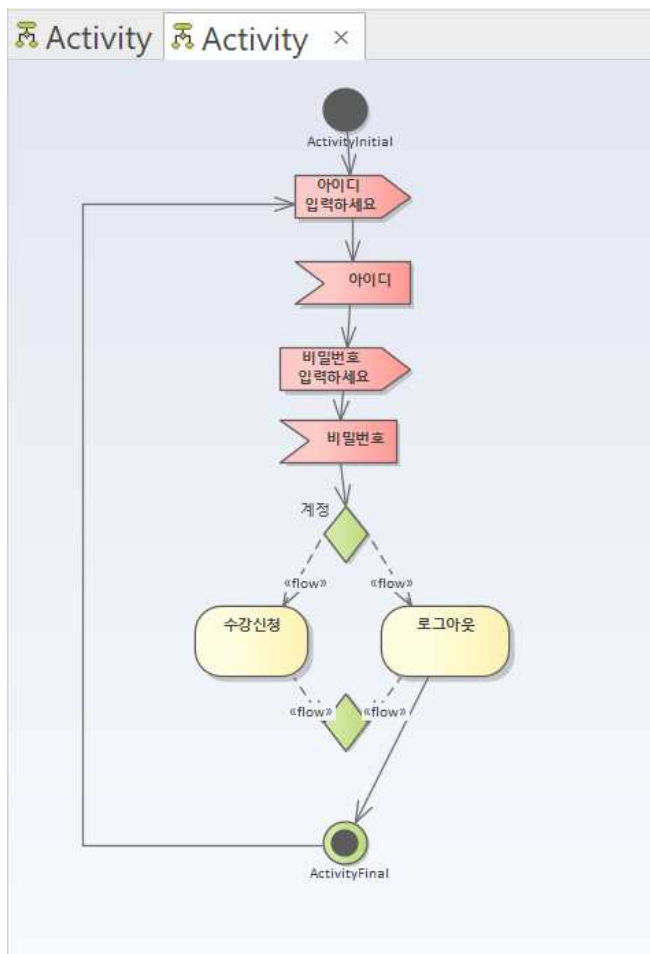 Activity
Activity ×
ActivityInitial
아이디
입력하세요
아이디
비밀번호
입력하세요
비밀번호
계정
«flow» «flow»
수강신청 로그아웃
«flow» «flow»
ActivityFinal